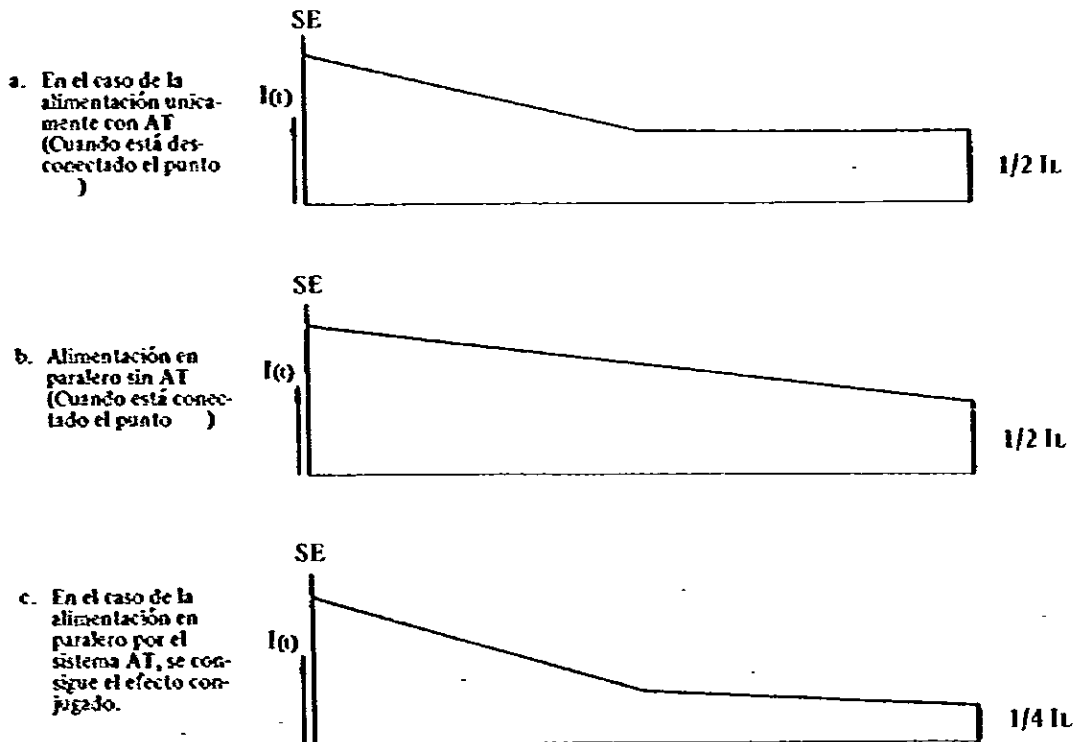 SE
a. En el caso de la
alimentación unica-
mente con AT
(Cuando está des-
conectado el punto
)
I(t)
1/2 IL
SE
b. Alimentación en
paralero sin AT
(Cuando está conec-
tado el punto )
I(t)
1/2 IL
SE
c. En el caso de la
alimentación en
paralero por el
sistema AT, se con-
sigue el efecto con-
jugado.
I(t)
1/4 IL